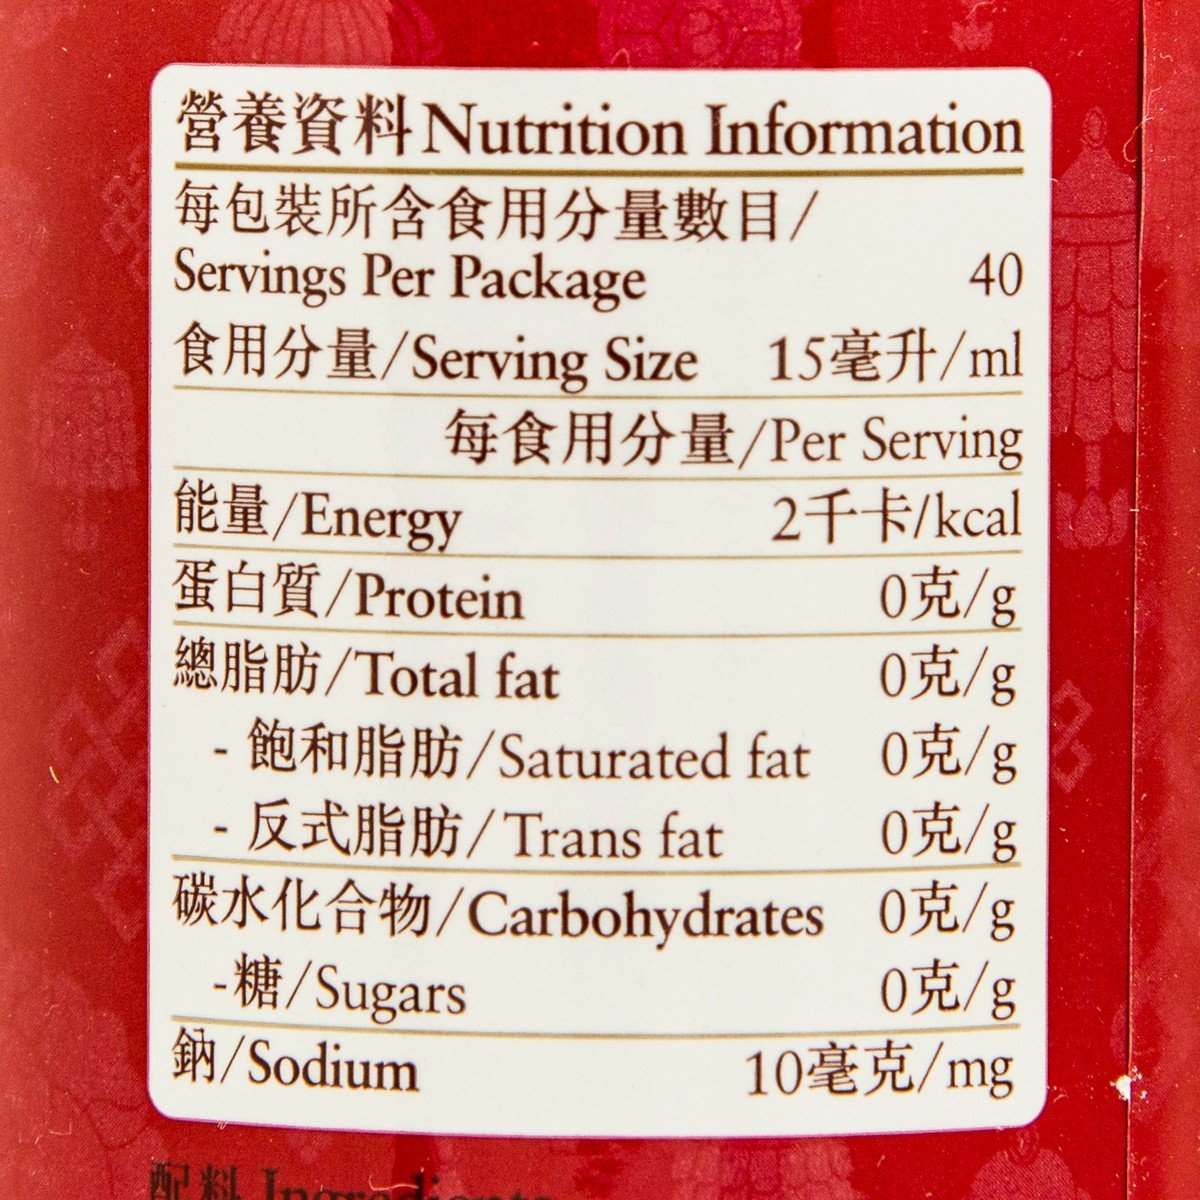 營養資料 Nutrition Information
每包裝所含食用分量數目/
Servings Per Package 40
食用分量/Serving Size 15毫升/ml
每食用分量/Per Serving
能量/Energy 2千卡/kcal
蛋白質/Protein 0克/g
總脂肪/Total fat 0克/g
- 飽和脂肪/Saturated fat 0克/g
- 反式脂肪/Trans fat 0克/g
碳水化合物/Carbohydrates 0克/g
-糖/Sugars 0克/g
鈉/Sodium 10毫克/mg
配料 Ingredients